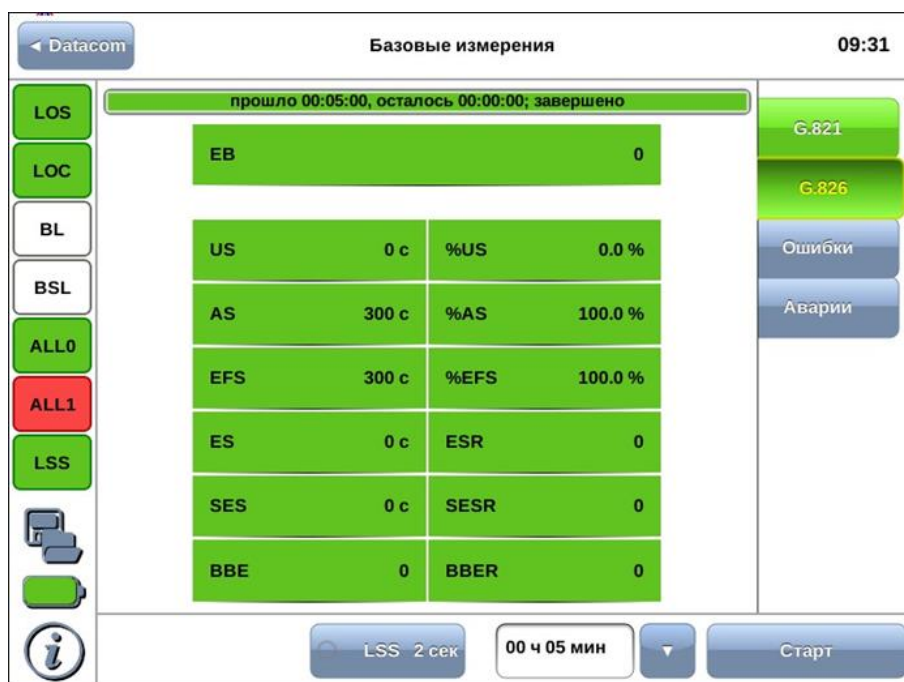 ◄ Datacom
Базовые измерения
09:31
LOS
LOC
BL
BSL
ALL0
ALL1
LSS
прошло 00:05:00, осталось 00:00:00; завершено
EB 0
US 0 с %US 0.0 %
AS 300 с %AS 100.0 %
EFS 300 с %EFS 100.0 %
ES 0 с ESR 0
SES 0 с SESR 0
BBE 0 BBER 0
G.821
G.826
Ошибки
Аварии
i
LSS 2 сек
00 ч 05 мин
▼
Старт